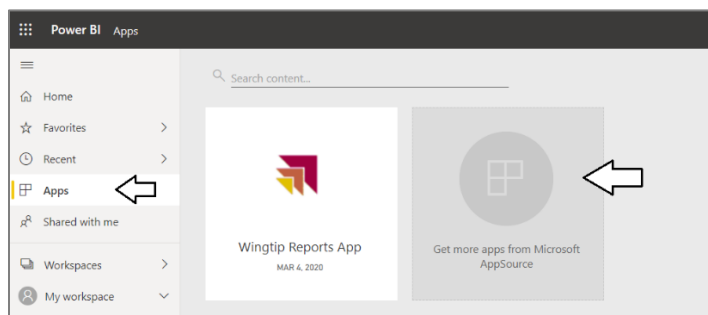 Power BI Apps
Search content...
Home
Favorites
Recent
Apps
Shared with me
Workspaces
My workspace
Wingtip Reports App
MAR 4, 2020
Get more apps from Microsoft
AppSource